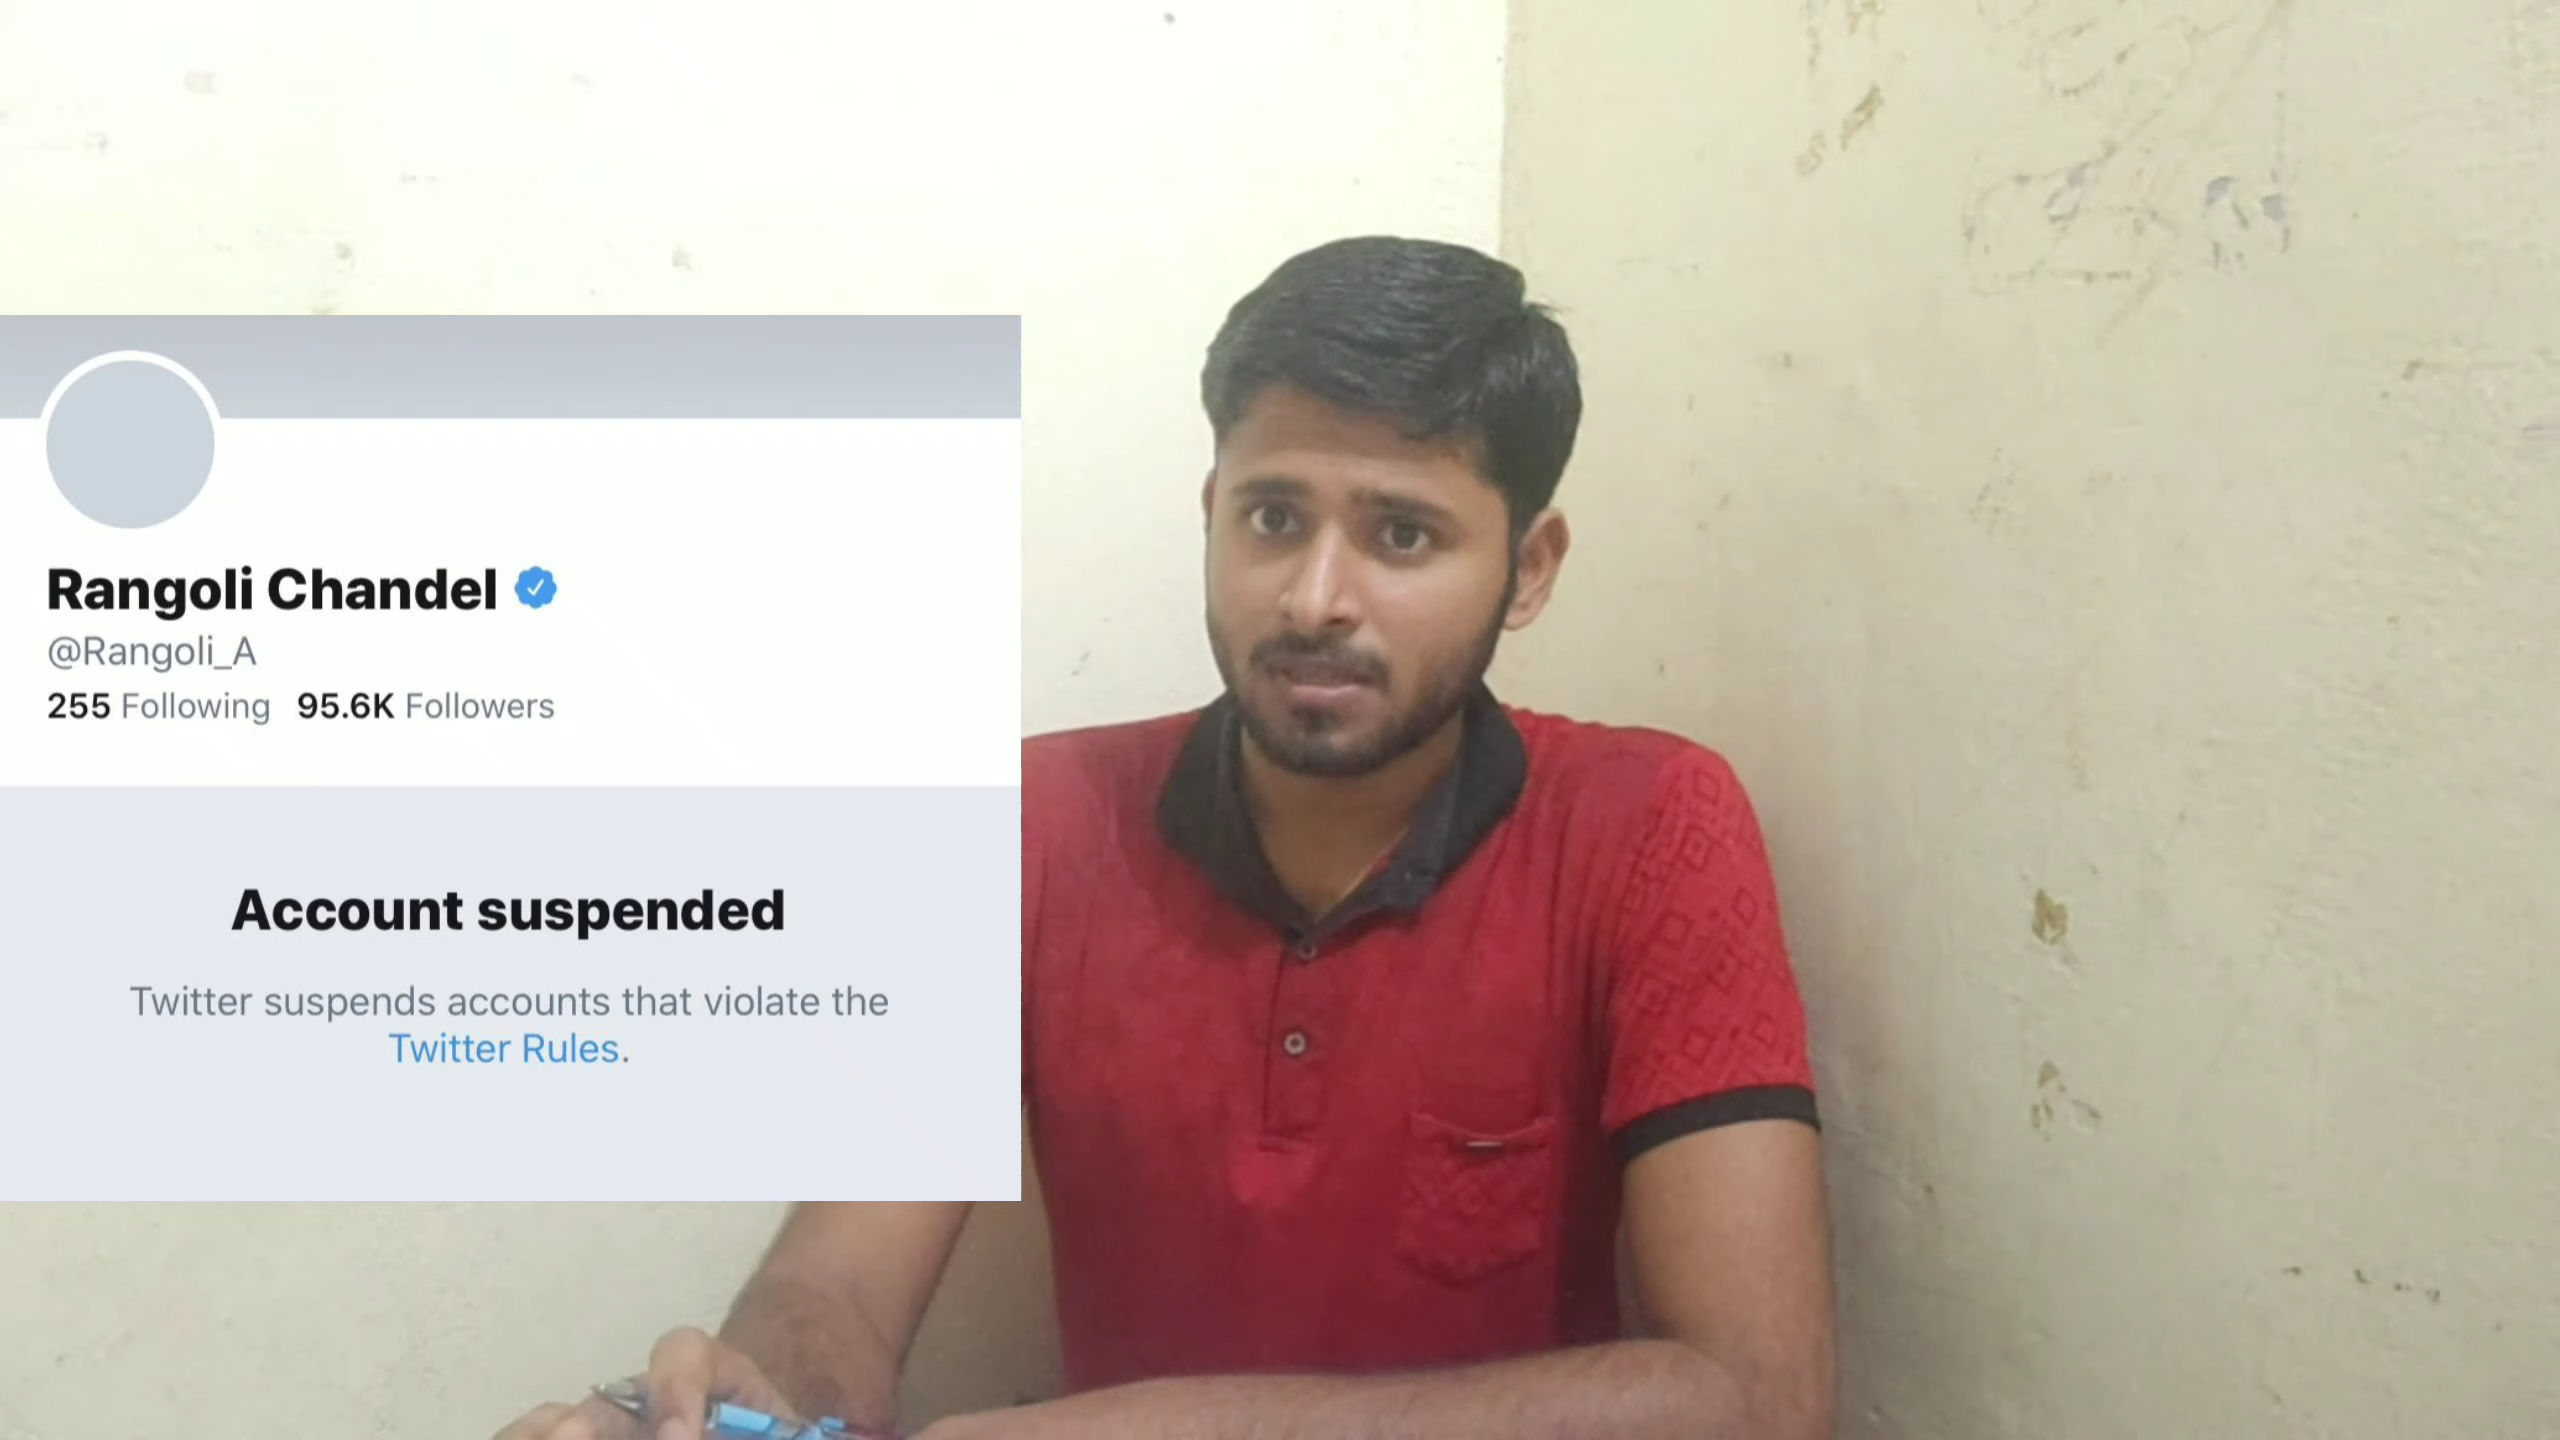 Rangoli Chandel
@Rangoli_A
255 Following 95.6K Followers
Account suspended
Twitter suspends accounts that violate the
Twitter Rules.